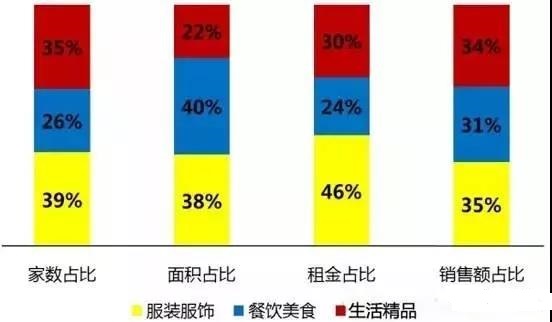 35% 22% 30% 34%
26% 40% 24% 31%
39% 38% 46% 35%
家数占比 面积占比 租金占比 销售额占比
服装服饰 餐饮美食 生活精品